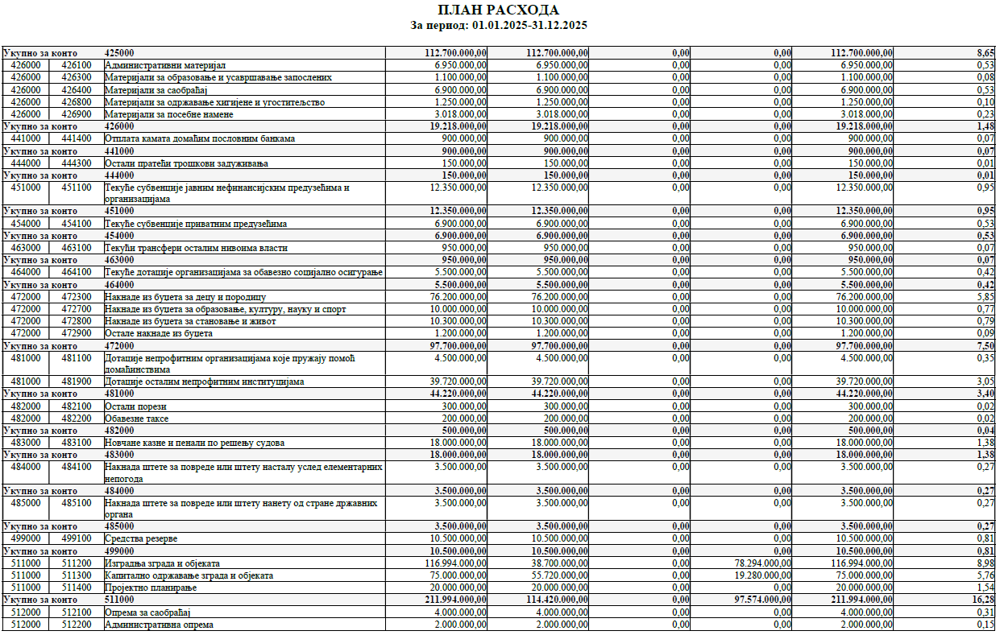 ПЛАН РАСХОДА
За период: 01.01.2025-31.12.2025
Укупно за конто 425000 112.700.000,00 112.700.000,00 0,00 0,00 112.700.000,00 8,65
426000 426100 Административни материјал 6.950.000,00 6.950.000,00 0,00 0,00 6.950.000,00 0,53
426000 426300 Материјали за образовање и усавршавање запослених 1.100.000,00 1.100.000,00 0,00 0,00 1.100.000,00 0,08
426000 426400 Материјали за саобраћај 6.900.000,00 6.900.000,00 0,00 0,00 6.900.000,00 0,53
426000 426800 Материјали за одржавање хигијене и угоститељство 1.250.000,00 1.250.000,00 0,00 0,00 1.250.000,00 0,10
426000 426900 Материјали за посебне намене 3.018.000,00 3.018.000,00 0,00 0,00 3.018.000,00 0,23
Укупно за конто 426000 19.218.000,00 19.218.000,00 0,00 0,00 19.218.000,00 1,48
441000 441400 Отплата камата домаћим пословним банкама 900.000,00 900.000,00 0,00 0,00 900.000,00 0,07
Укупно за конто 441000 900.000,00 900.000,00 0,00 0,00 900.000,00 0,07
444000 444300 Остали пратећи трошкови задуживања 150.000,00 150.000,00 0,00 0,00 150.000,00 0,01
Укупно за конто 444000 150.000,00 150.000,00 0,00 0,00 150.000,00 0,01
451000 451100 Текуће субвенције јавним нефинансијским предузећима и 12.350.000,00 12.350.000,00 0,00 0,00 12.350.000,00 0,95
организацијама
Укупно за конто 451000 12.350.000,00 12.350.000,00 0,00 0,00 12.350.000,00 0,95
454000 454100 Текуће субвенције приватним предузећима 6.900.000,00 6.900.000,00 0,00 0,00 6.900.000,00 0,53
Укупно за конто 454000 6.900.000,00 6.900.000,00 0,00 0,00 6.900.000,00 0,53
463000 463100 Текући трансфери осталим нивоима власти 950.000,00 950.000,00 0,00 0,00 950.000,00 0,07
Укупно за конто 463000 950.000,00 950.000,00 0,00 0,00 950.000,00 0,07
464000 464100 Текуће дотације организацијама за обавезно социјално осигурање 5.500.000,00 5.500.000,00 0,00 0,00 5.500.000,00 0,42
Укупно за конто 464000 5.500.000,00 5.500.000,00 0,00 0,00 5.500.000,00 0,42
472000 472300 Накнаде из буџета за децу и породицу 76.200.000,00 76.200.000,00 0,00 0,00 76.200.000,00 5,85
472000 472700 Накнаде из буџета за образовање, културу, науку и спорт 10.000.000,00 10.000.000,00 0,00 0,00 10.000.000,00 0,77
472000 472800 Накнаде из буџета за становање и живот 10.300.000,00 10.300.000,00 0,00 0,00 10.300.000,00 0,79
472000 472900 Остале накнаде из буџета 1.200.000,00 1.200.000,00 0,00 0,00 1.200.000,00 0,09
Укупно за конто 472000 97.700.000,00 97.700.000,00 0,00 0,00 97.700.000,00 7,50
481000 481100 Дотације непрофитним организацијама које пружају помоћ 4.500.000,00 4.500.000,00 0,00 0,00 4.500.000,00 0,35
домаћинствима
481000 481900 Дотације осталим непрофитним институцијама 39.720.000,00 39.720.000,00 0,00 0,00 39.720.000,00 3,05
Укупно за конто 481000 44.220.000,00 44.220.000,00 0,00 0,00 44.220.000,00 3,40
482000 482100 Остали порези 300.000,00 300.000,00 0,00 0,00 300.000,00 0,02
482000 482200 Обавезне таксе 200.000,00 200.000,00 0,00 0,00 200.000,00 0,02
Укупно за конто 482000 500.000,00 500.000,00 0,00 0,00 500.000,00 0,04
483000 483100 Новчане казне и пенали по решењу судова 18.000.000,00 18.000.000,00 0,00 0,00 18.000.000,00 1,38
Укупно за конто 483000 18.000.000,00 18.000.000,00 0,00 0,00 18.000.000,00 1,38
484000 484100 Накнада штете за повреде или штету насталу услед елементарних 3.500.000,00 3.500.000,00 0,00 0,00 3.500.000,00 0,27
непогода
Укупно за конто 484000 3.500.000,00 3.500.000,00 0,00 0,00 3.500.000,00 0,27
485000 485100 Накнада штете за повреде или штету нанету од стране државних 3.500.000,00 3.500.000,00 0,00 0,00 3.500.000,00 0,27
органа
Укупно за конто 485000 3.500.000,00 3.500.000,00 0,00 0,00 3.500.000,00 0,27
499000 499100 Средства резерве 10.500.000,00 10.500.000,00 0,00 0,00 10.500.000,00 0,81
Укупно за конто 499000 10.500.000,00 10.500.000,00 0,00 0,00 10.500.000,00 0,81
511000 511200 Изградња зграда и објеката 116.994.000,00 38.700.000,00 0,00 78.294.000,00 116.994.000,00 8,98
511000 511300 Капитално одржавање зграда и објеката 75.000.000,00 55.720.000,00 0,00 19.280.000,00 75.000.000,00 5,76
511000 511400 Пројектно планирање 20.000.000,00 20.000.000,00 0,00 0,00 20.000.000,00 1,54
Укупно за конто 511000 211.994.000,00 114.420.000,00 0,00 97.574.000,00 211.994.000,00 16,28
512000 512100 Опрема за саобраћај 4.000.000,00 4.000.000,00 0,00 0,00 4.000.000,00 0,31
512000 512200 Административна опрема 2.000.000,00 2.000.000,00 0,00 0,00 2.000.000,00 0,15